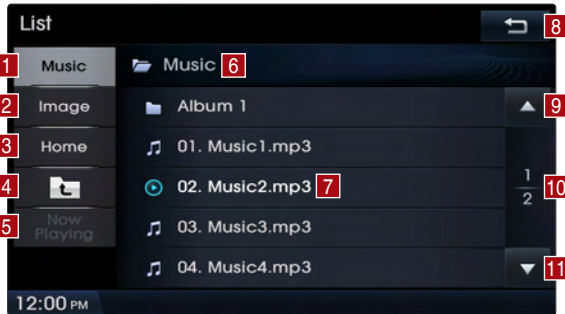 List
8
1 Music
Music 6
2 Image
Album 1
9
3 Home
01. Music1.mp3
4
02. Music2.mp3 7
1
2
10
5 Now
Playing
03. Music3.mp3
04. Music4.mp3
11
12:00 PM